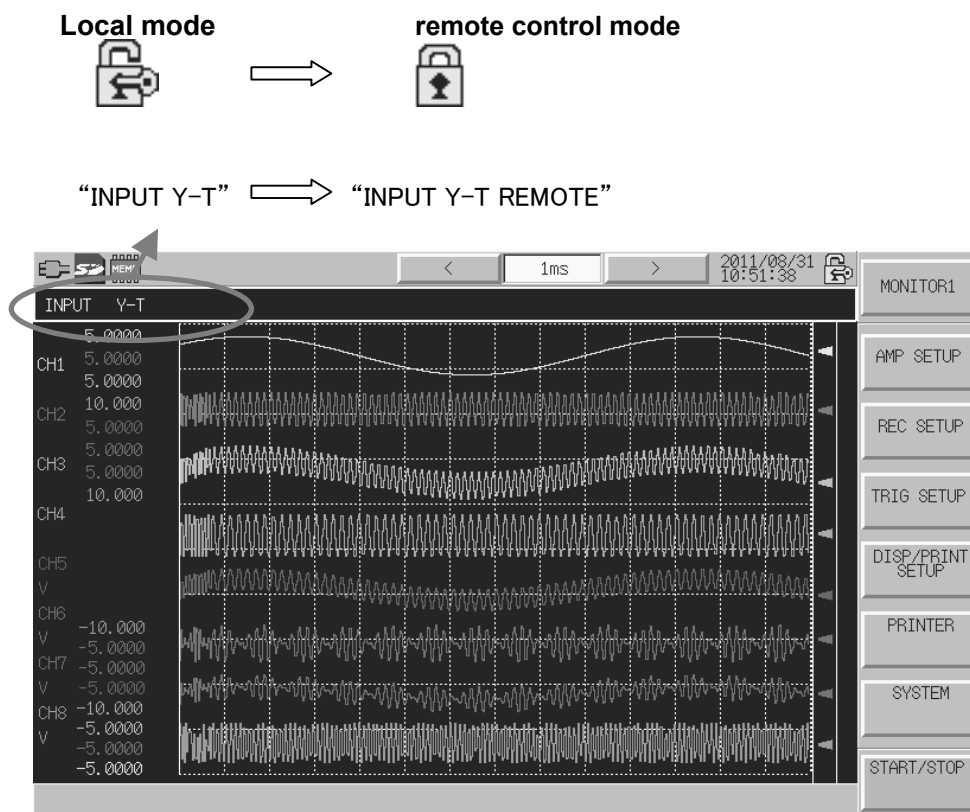 Local mode remote control mode
“INPUT Y-T” “INPUT Y-T REMOTE”
SD MEM < 1ms > 2011/08/31
10:51:38
INPUT Y-T
MONITOR1
AMP SETUP
REC SETUP
TRIG SETUP
DISP/PRINT
SETUP
PRINTER
SYSTEM
START/STOP
5.0000
CH1 5.0000
5.0000
CH2 10.000
5.0000
5.0000
CH3 5.0000
10.000
CH4
CH5
V
CH6
V -10.000
-5.0000
CH7 -5.0000
V -5.0000
CH8 -10.000
V -5.0000
-5.0000
-5.0000